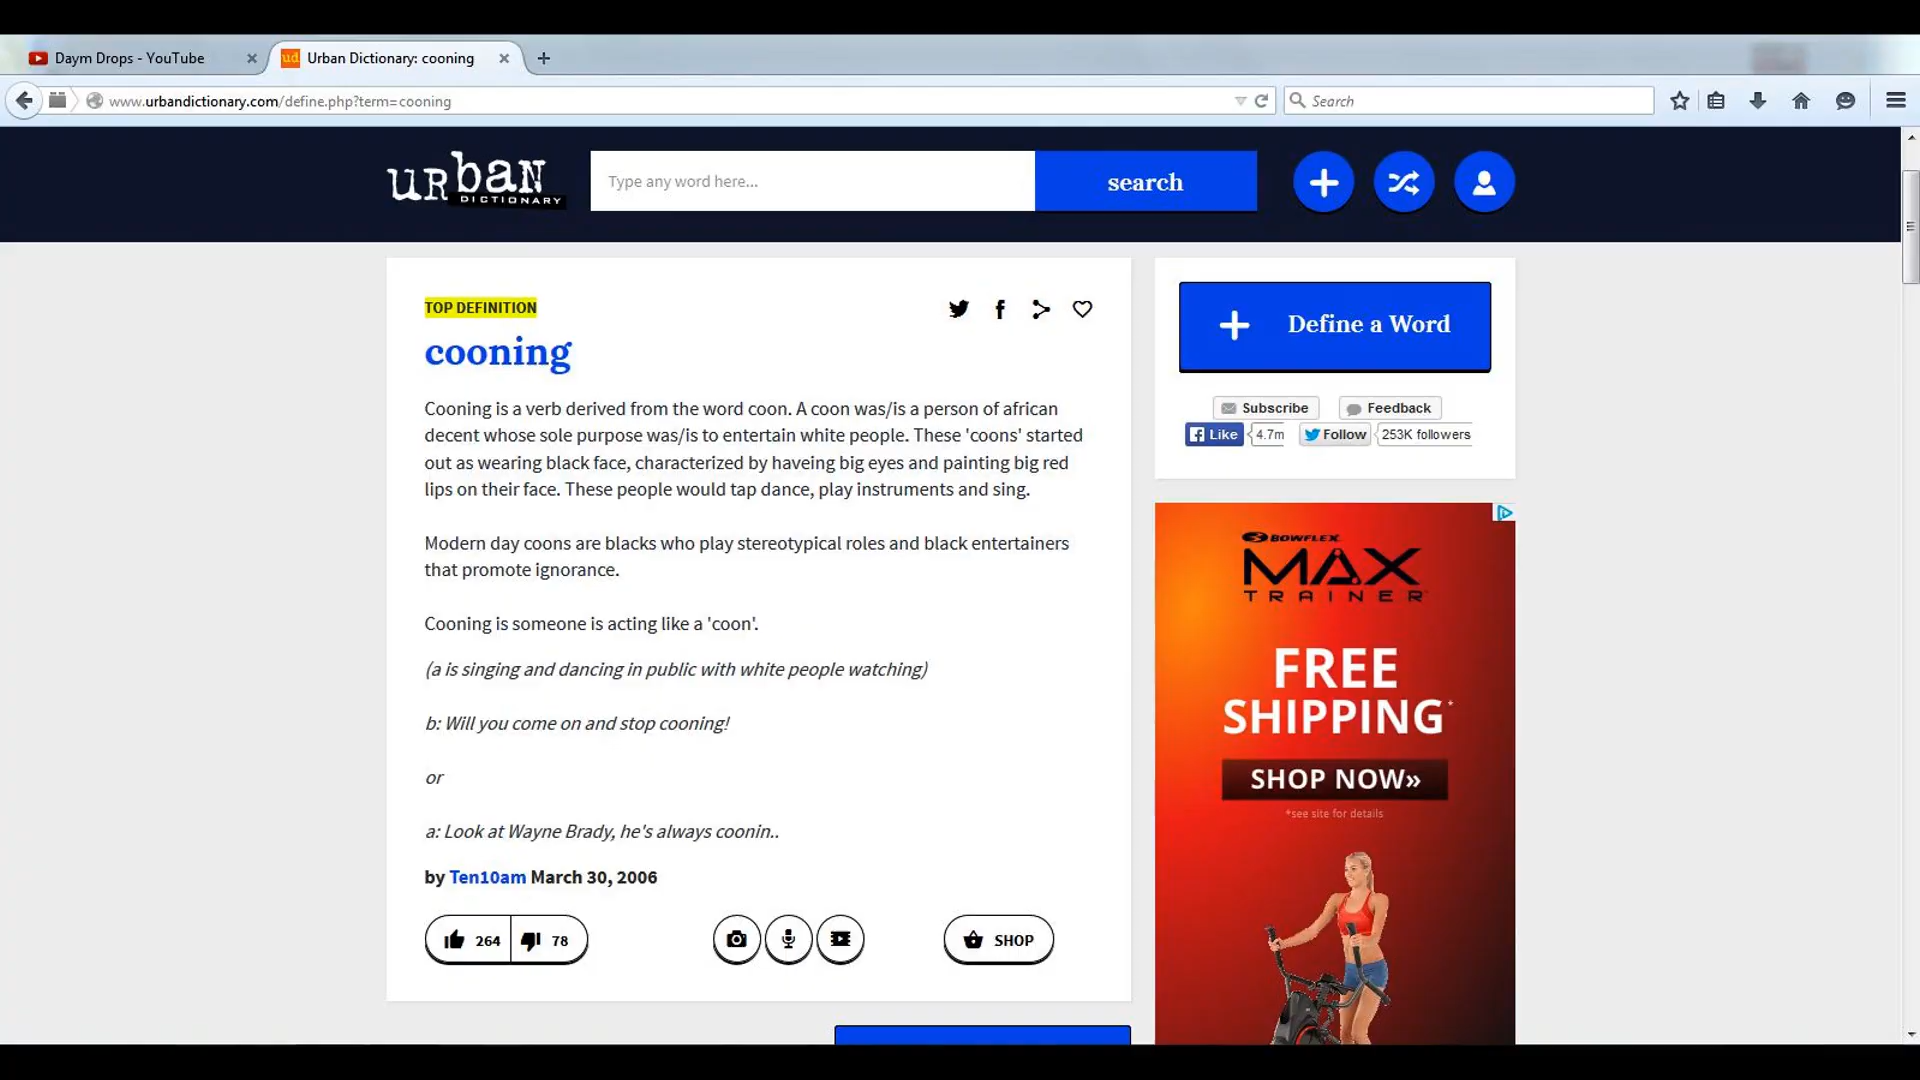 Daym Drops - YouTube
Urban Dictionary: cooning
www.urbandictionary.com/define.php?term=cooning
Search
urban
DICTIONARY
Type any word here...
search
TOP DEFINITION
cooning
Cooning is a verb derived from the word coon. A coon was/is a person of african
decent whose sole purpose was/is to entertain white people. These 'coons' started
out as wearing black face, characterized by haveing big eyes and painting big red
lips on their face. These people would tap dance, play instruments and sing.
Modern day coons are blacks who play stereotypical roles and black entertainers
that promote ignorance.
Cooning is someone is acting like a 'coon'.
(a is singing and dancing in public with white people watching)
b: Will you come on and stop cooning!
or
a: Look at Wayne Brady, he's always coonin..
by Ten10am March 30, 2006
264 78 SHOP
Define a Word
Subscribe Feedback
Like 4.7m Follow 253K followers
BOWFLEX
MAX
TRAINER
FREE
SHIPPING*
SHOP NOW»
*see site for details